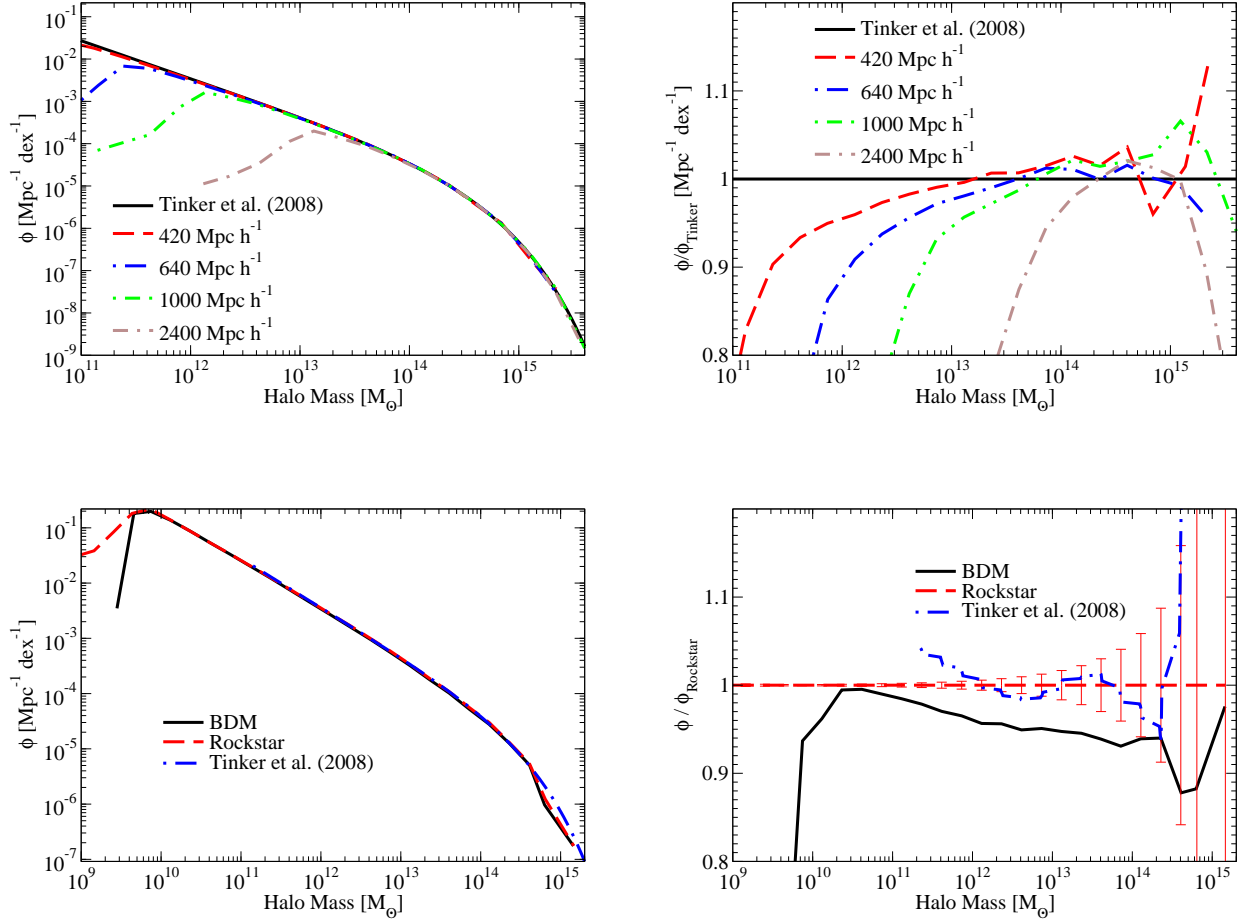 10^-1
10^-2
10^-3
10^-4
10^-5
10^-6
10^-7
10^-8
10^-9
ϕ [Mpc^-1 dex^-1]
Tinker et al. (2008)
420 Mpc h^-1
640 Mpc h^-1
1000 Mpc h^-1
2400 Mpc h^-1
10^11 10^12 10^13 10^14 10^15
Halo Mass [M_Θ]
Tinker et al. (2008)
420 Mpc h^-1
640 Mpc h^-1
1000 Mpc h^-1
2400 Mpc h^-1
1.1
1
0.9
0.8
ϕ/ϕ_Tinker [Mpc^-1 dex^-1]
10^11 10^12 10^13 10^14 10^15
Halo Mass [M_Θ]
10^-1
10^-2
10^-3
10^-4
10^-5
10^-6
10^-7
ϕ [Mpc^-1 dex^-1]
BDM
Rockstar
Tinker et al. (2008)
10^9 10^10 10^11 10^12 10^13 10^14 10^15
Halo Mass [M_Θ]
BDM
Rockstar
Tinker et al. (2008)
1.1
1
0.9
0.8
ϕ / ϕ_Rockstar
10^9 10^10 10^11 10^12 10^13 10^14 10^15
Halo Mass [M_Θ]